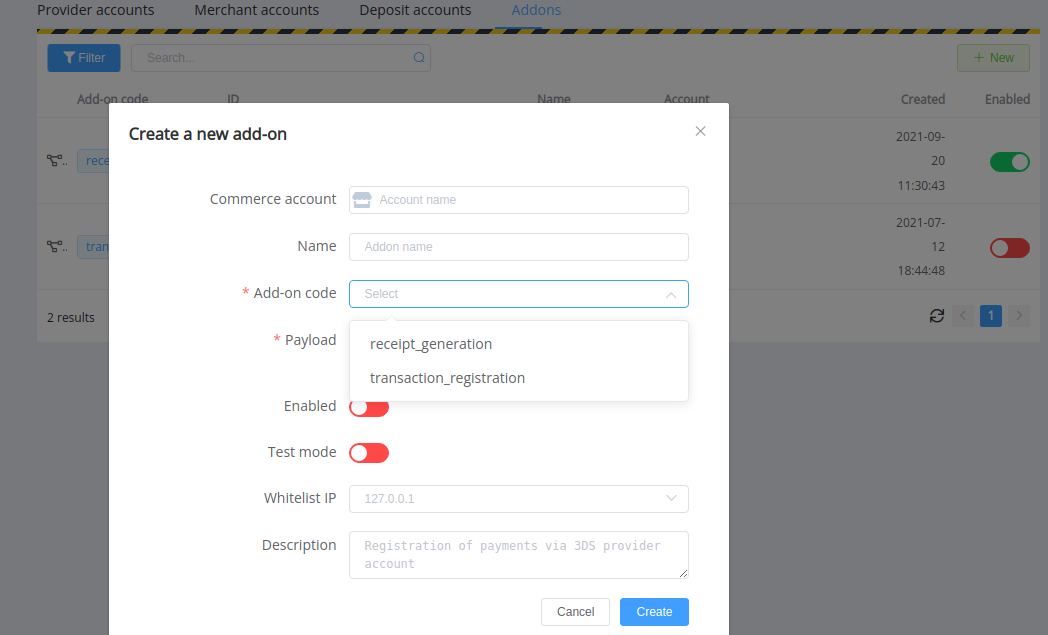 Provider accounts Merchant accounts Deposit accounts Addons
Filter Search... + New
Add-on code ID Name Account Created Enabled
Create a new add-on
2021-09-
rece 20
11:30:43
Commerce account Account name
2021-07-
Name Addon name
tran 12
18:44:48
* Add-on code Select
2 results 1
* Payload
receipt_generation
transaction_registration
Enabled
Test mode
Whitelist IP 127.0.0.1
Description Registration of payments via 3DS provider
account
Cancel Create